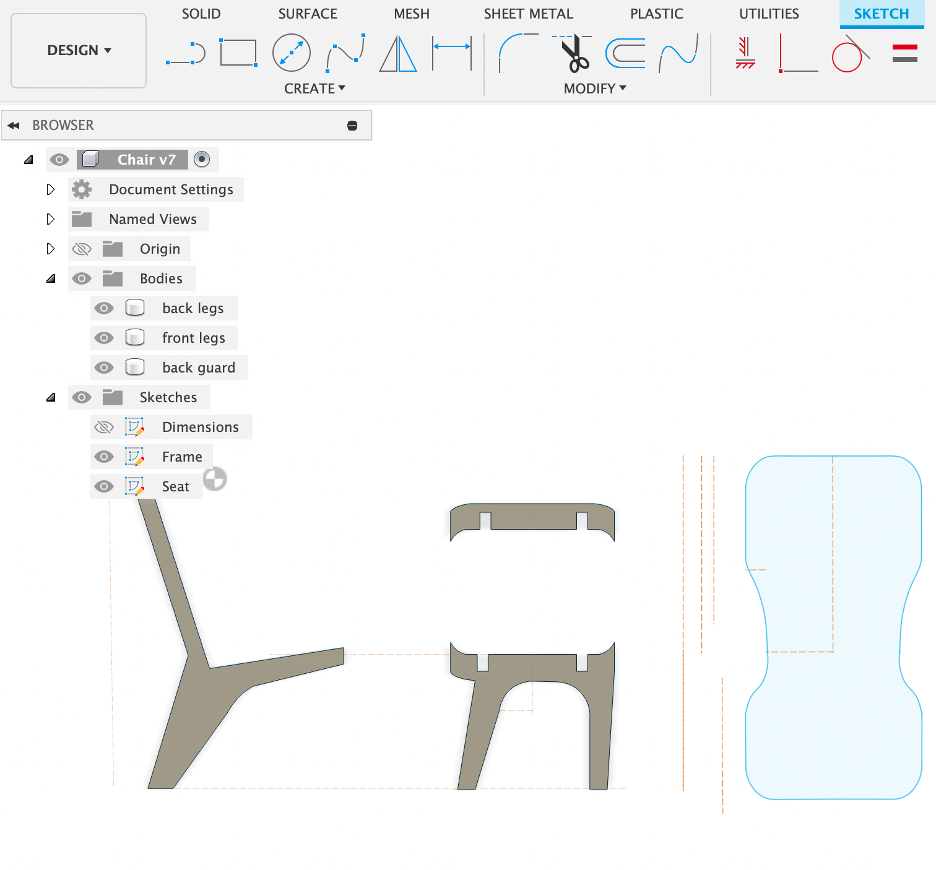 SOLID SURFACE MESH SHEET METAL PLASTIC UTILITIES SKETCH
DESIGN
CREATE MODIFY
BROWSER
Chair v7
Document Settings
Named Views
Origin
Bodies
back legs
front legs
back guard
Sketches
Dimensions
Frame
Seat